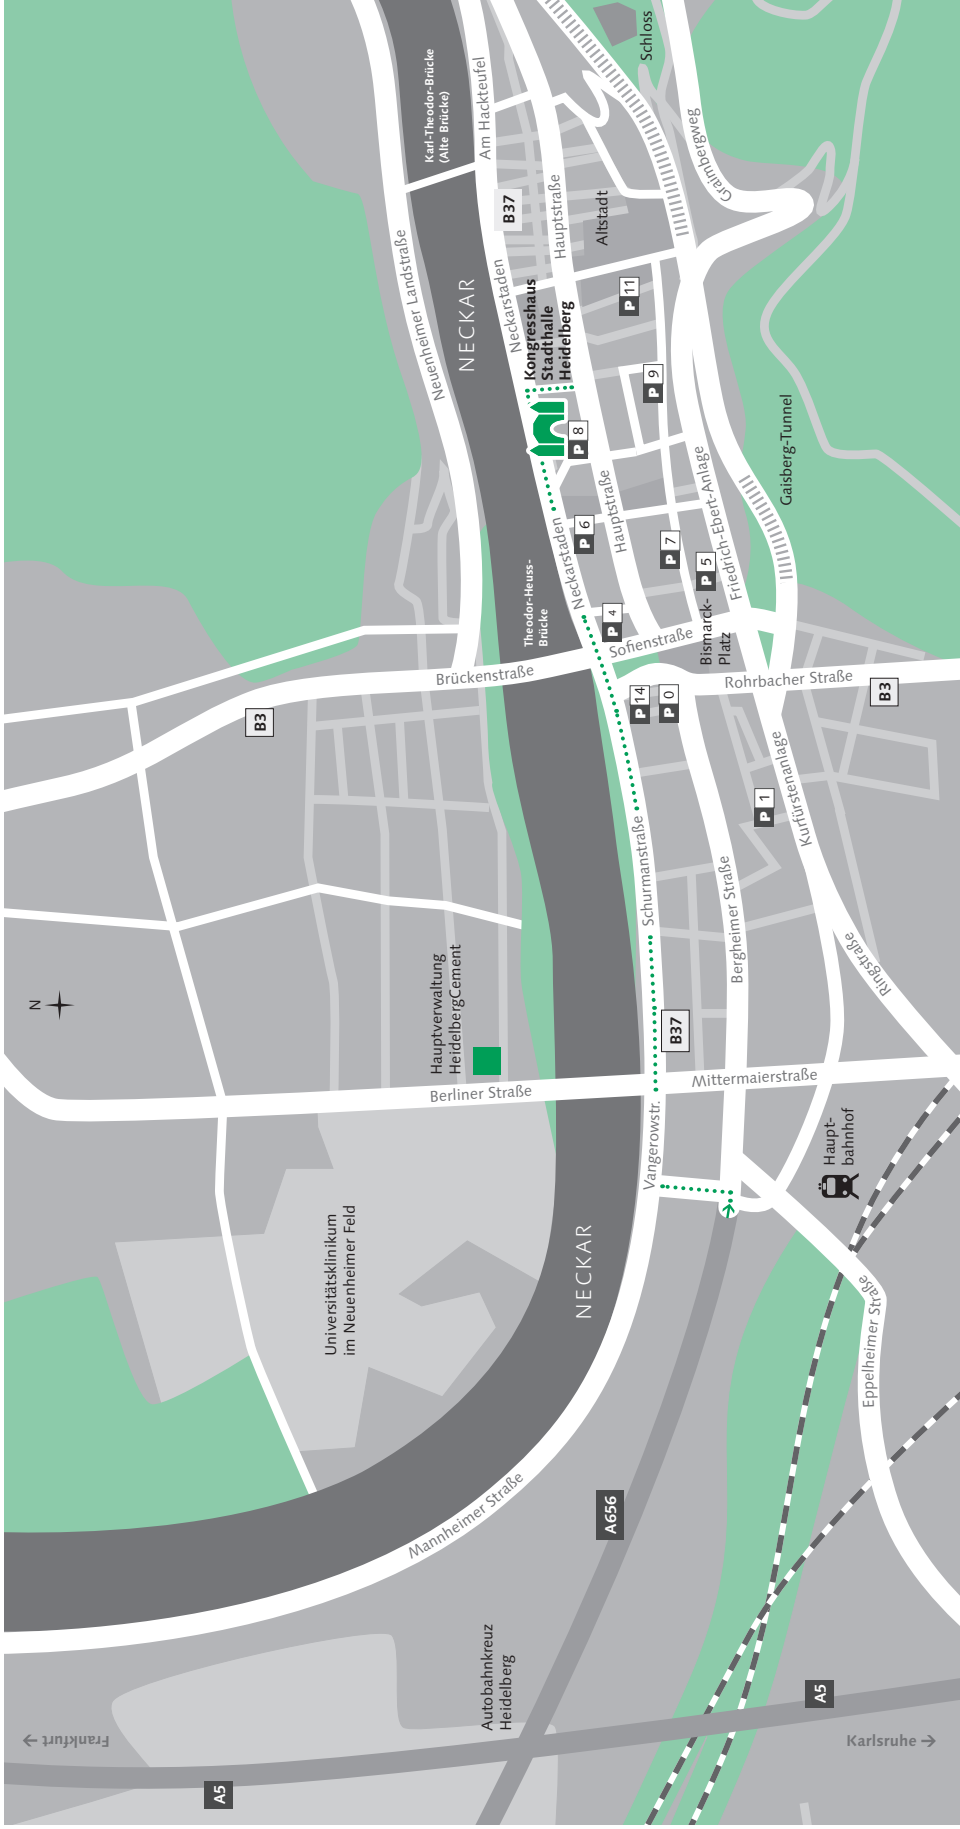 Frankfurt →
A5
Autobahnkreuz
Heidelberg
A5
Karlsruhe →
Mannheimer Straße
A656
Eppelheimer Straße
NECKAR
Universitätsklinikum
im Neuenheimer Feld
Vangerowstr.
Haupt-
bahnhof
Berliner Straße
Mittermaierstraße
N
Hauptverwaltung
HeidelbergCement
B37
Ringstraße
Schurmanstraße
Bergheimer Straße
Kurfürstenanlage
P 1
B3
Brückenstraße
P 14
P 0
Rohrbacher Straße
B3
Theodor-Heuss-
Brücke
Sofienstraße
Bismarck-
Platz
P 4
Neckarstaden
P 6
P 7
P 5
Hauptstraße
Friedrich-Ebert-Anlage
Gaisberg-Tunnel
P 8
P 9
Kongresshaus
Stadthalle
Heidelberg
P 11
Neuenheimer Landstraße
NECKAR
Neckarstaden
Hauptstraße
Altstadt
B37
Karl-Theodor-Brücke
(Alte Brücke)
Am Hackteufel
Graimbergweg
Schloss